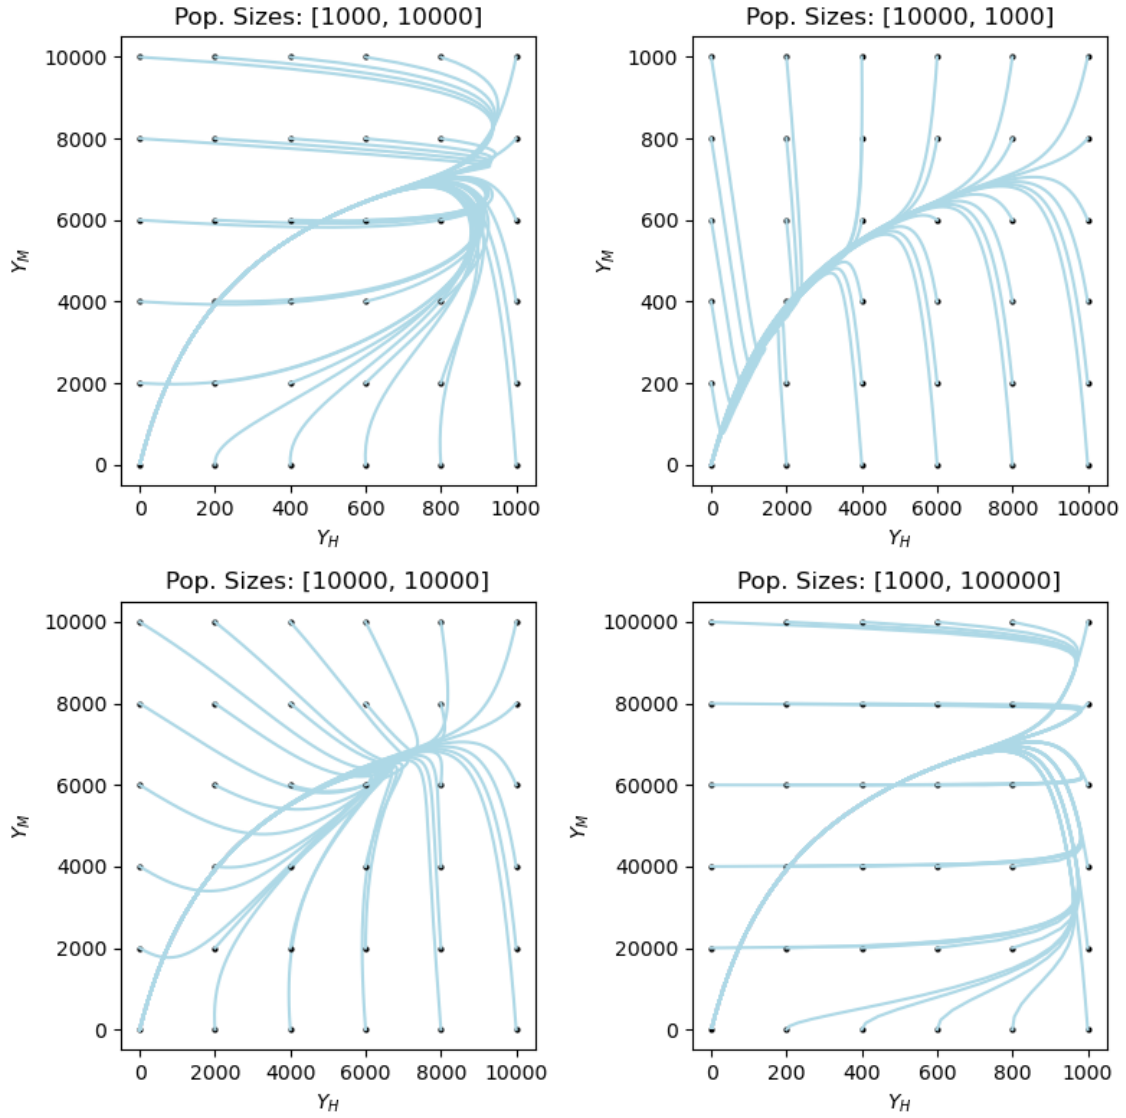 Pop. Sizes: [1000, 10000]
10000
8000
6000
4000
2000
0
Y_M
0 200 400 600 800 1000
Y_H
Pop. Sizes: [10000, 1000]
1000
800
600
400
200
0
Y_M
0 2000 4000 6000 8000 10000
Y_H
Pop. Sizes: [10000, 10000]
10000
8000
6000
4000
2000
0
Y_M
0 2000 4000 6000 8000 10000
Y_H
Pop. Sizes: [1000, 100000]
100000
80000
60000
40000
20000
0
Y_M
0 200 400 600 800 1000
Y_H